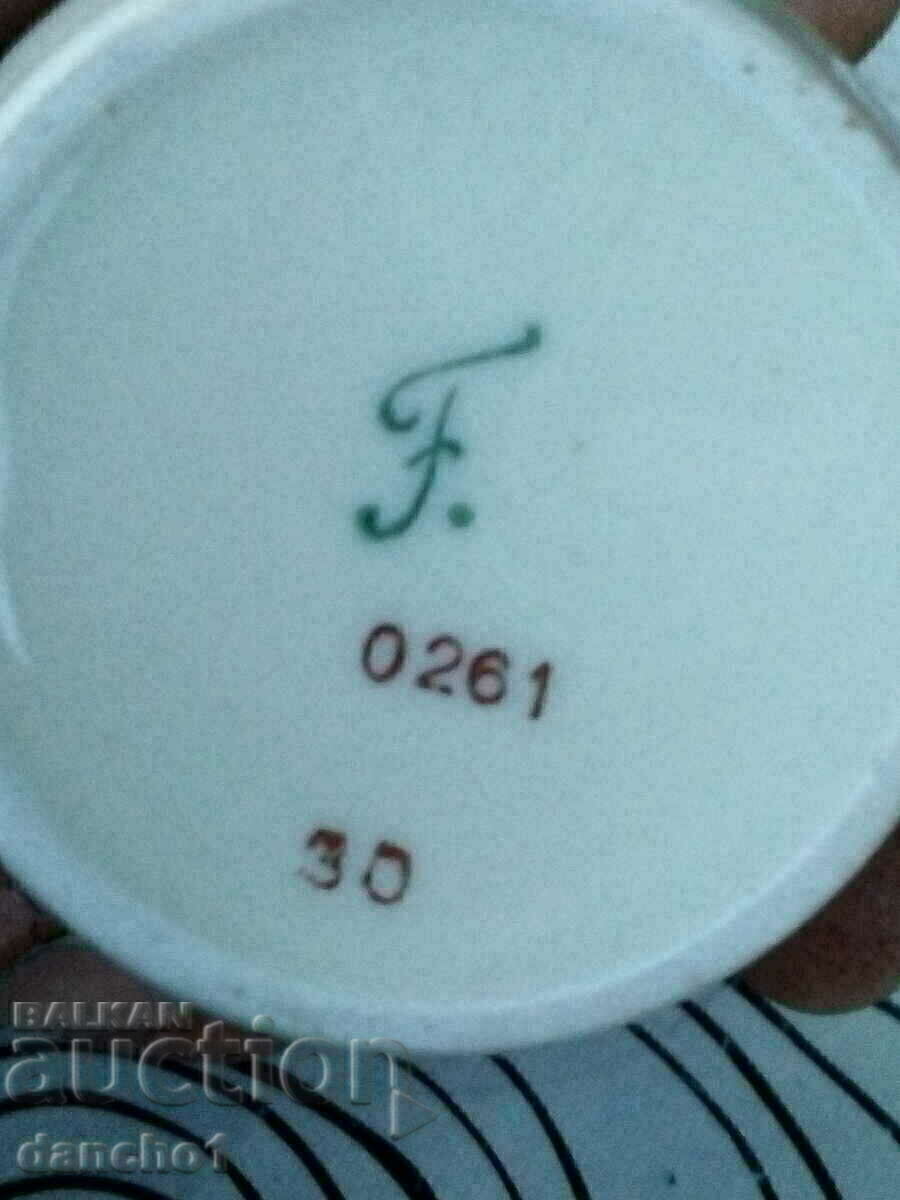 F.
0261
30
BALKAN
auction
dancho1